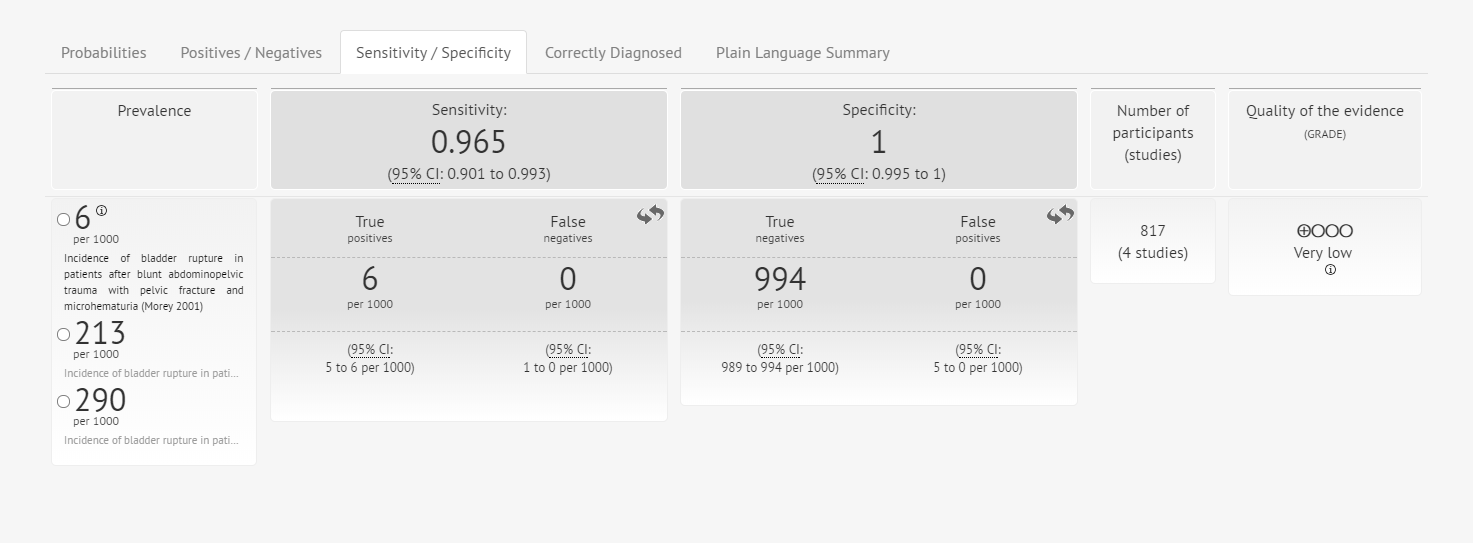 Probabilities
Positives / Negatives
Sensitivity / Specificity
Correctly Diagnosed
Plain Language Summary
Prevalence
Sensitivity:
0.965
(95% CI: 0.901 to 0.993)
Specificity:
1
(95% CI: 0.995 to 1)
Number of
participants
(studies)
Quality of the evidence
(GRADE)
6
per 1000
Incidence of bladder rupture in
patients after blunt abdominopelvic
trauma with pelvic fracture and
microhematuria (Morey 2001)
213
per 1000
Incidence of bladder rupture in pati...
290
per 1000
Incidence of bladder rupture in pati...
True
positives
False
negatives
6
per 1000
0
per 1000
(95% CI:
5 to 6 per 1000)
(95% CI:
1 to 0 per 1000)
True
negatives
False
positives
994
per 1000
0
per 1000
(95% CI:
989 to 994 per 1000)
(95% CI:
5 to 0 per 1000)
817
(4 studies)
Very low